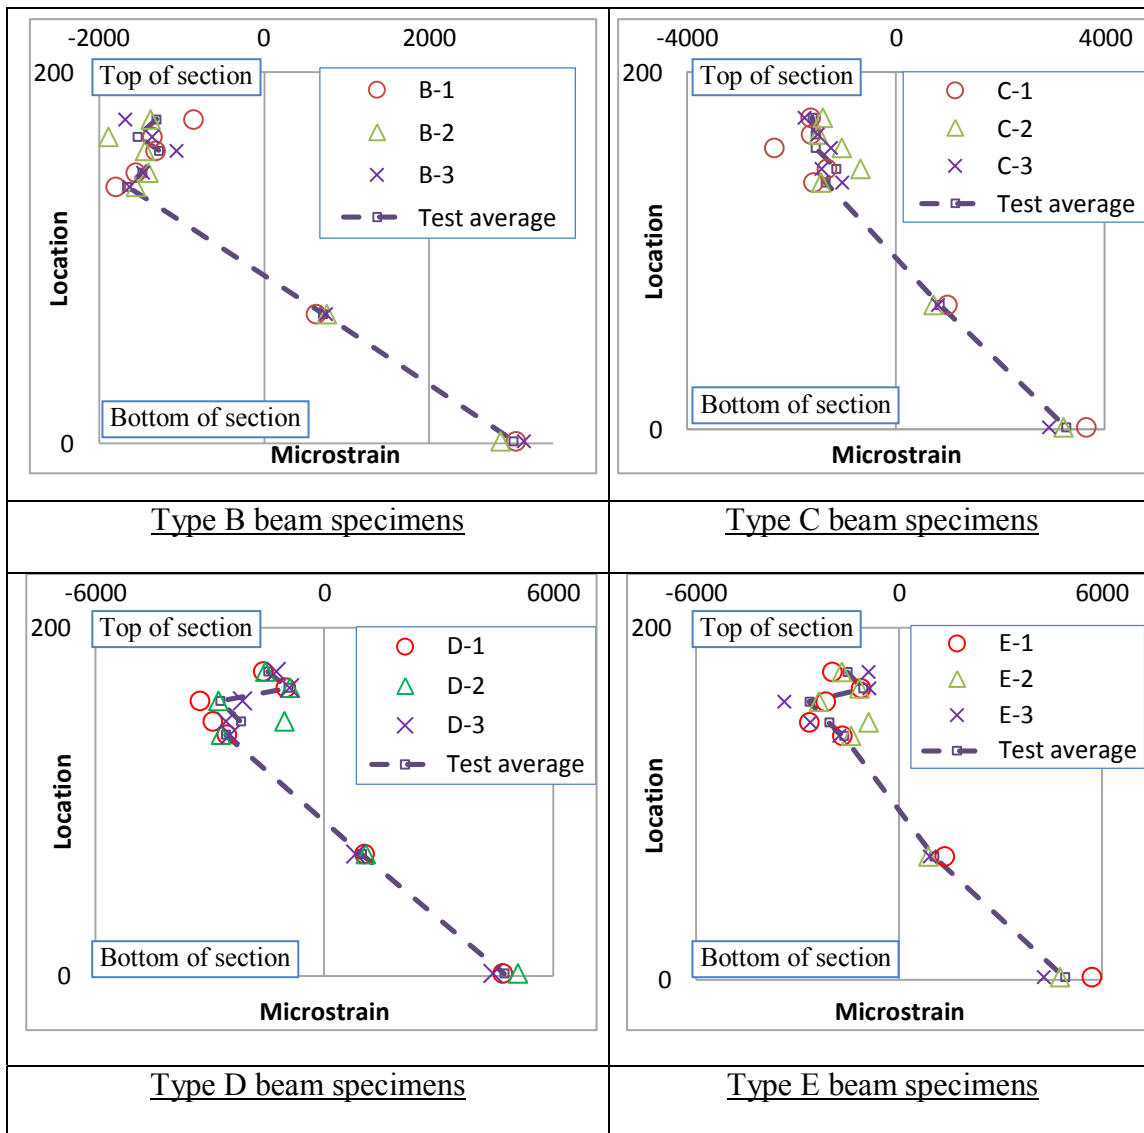 -2000 0 2000
200
Top of section
B-1
B-2
B-3
Test average
Location
Bottom of section
0
Microstrain
Type B beam specimens
-4000 0 4000
200
Top of section
C-1
C-2
C-3
Test average
Location
Bottom of section
0
Microstrain
Type C beam specimens
-6000 0 6000
200
Top of section
D-1
D-2
D-3
Test average
Location
Bottom of section
0
Microstrain
Type D beam specimens
-6000 0 6000
200
Top of section
E-1
E-2
E-3
Test average
Location
Bottom of section
0
Microstrain
Type E beam specimens